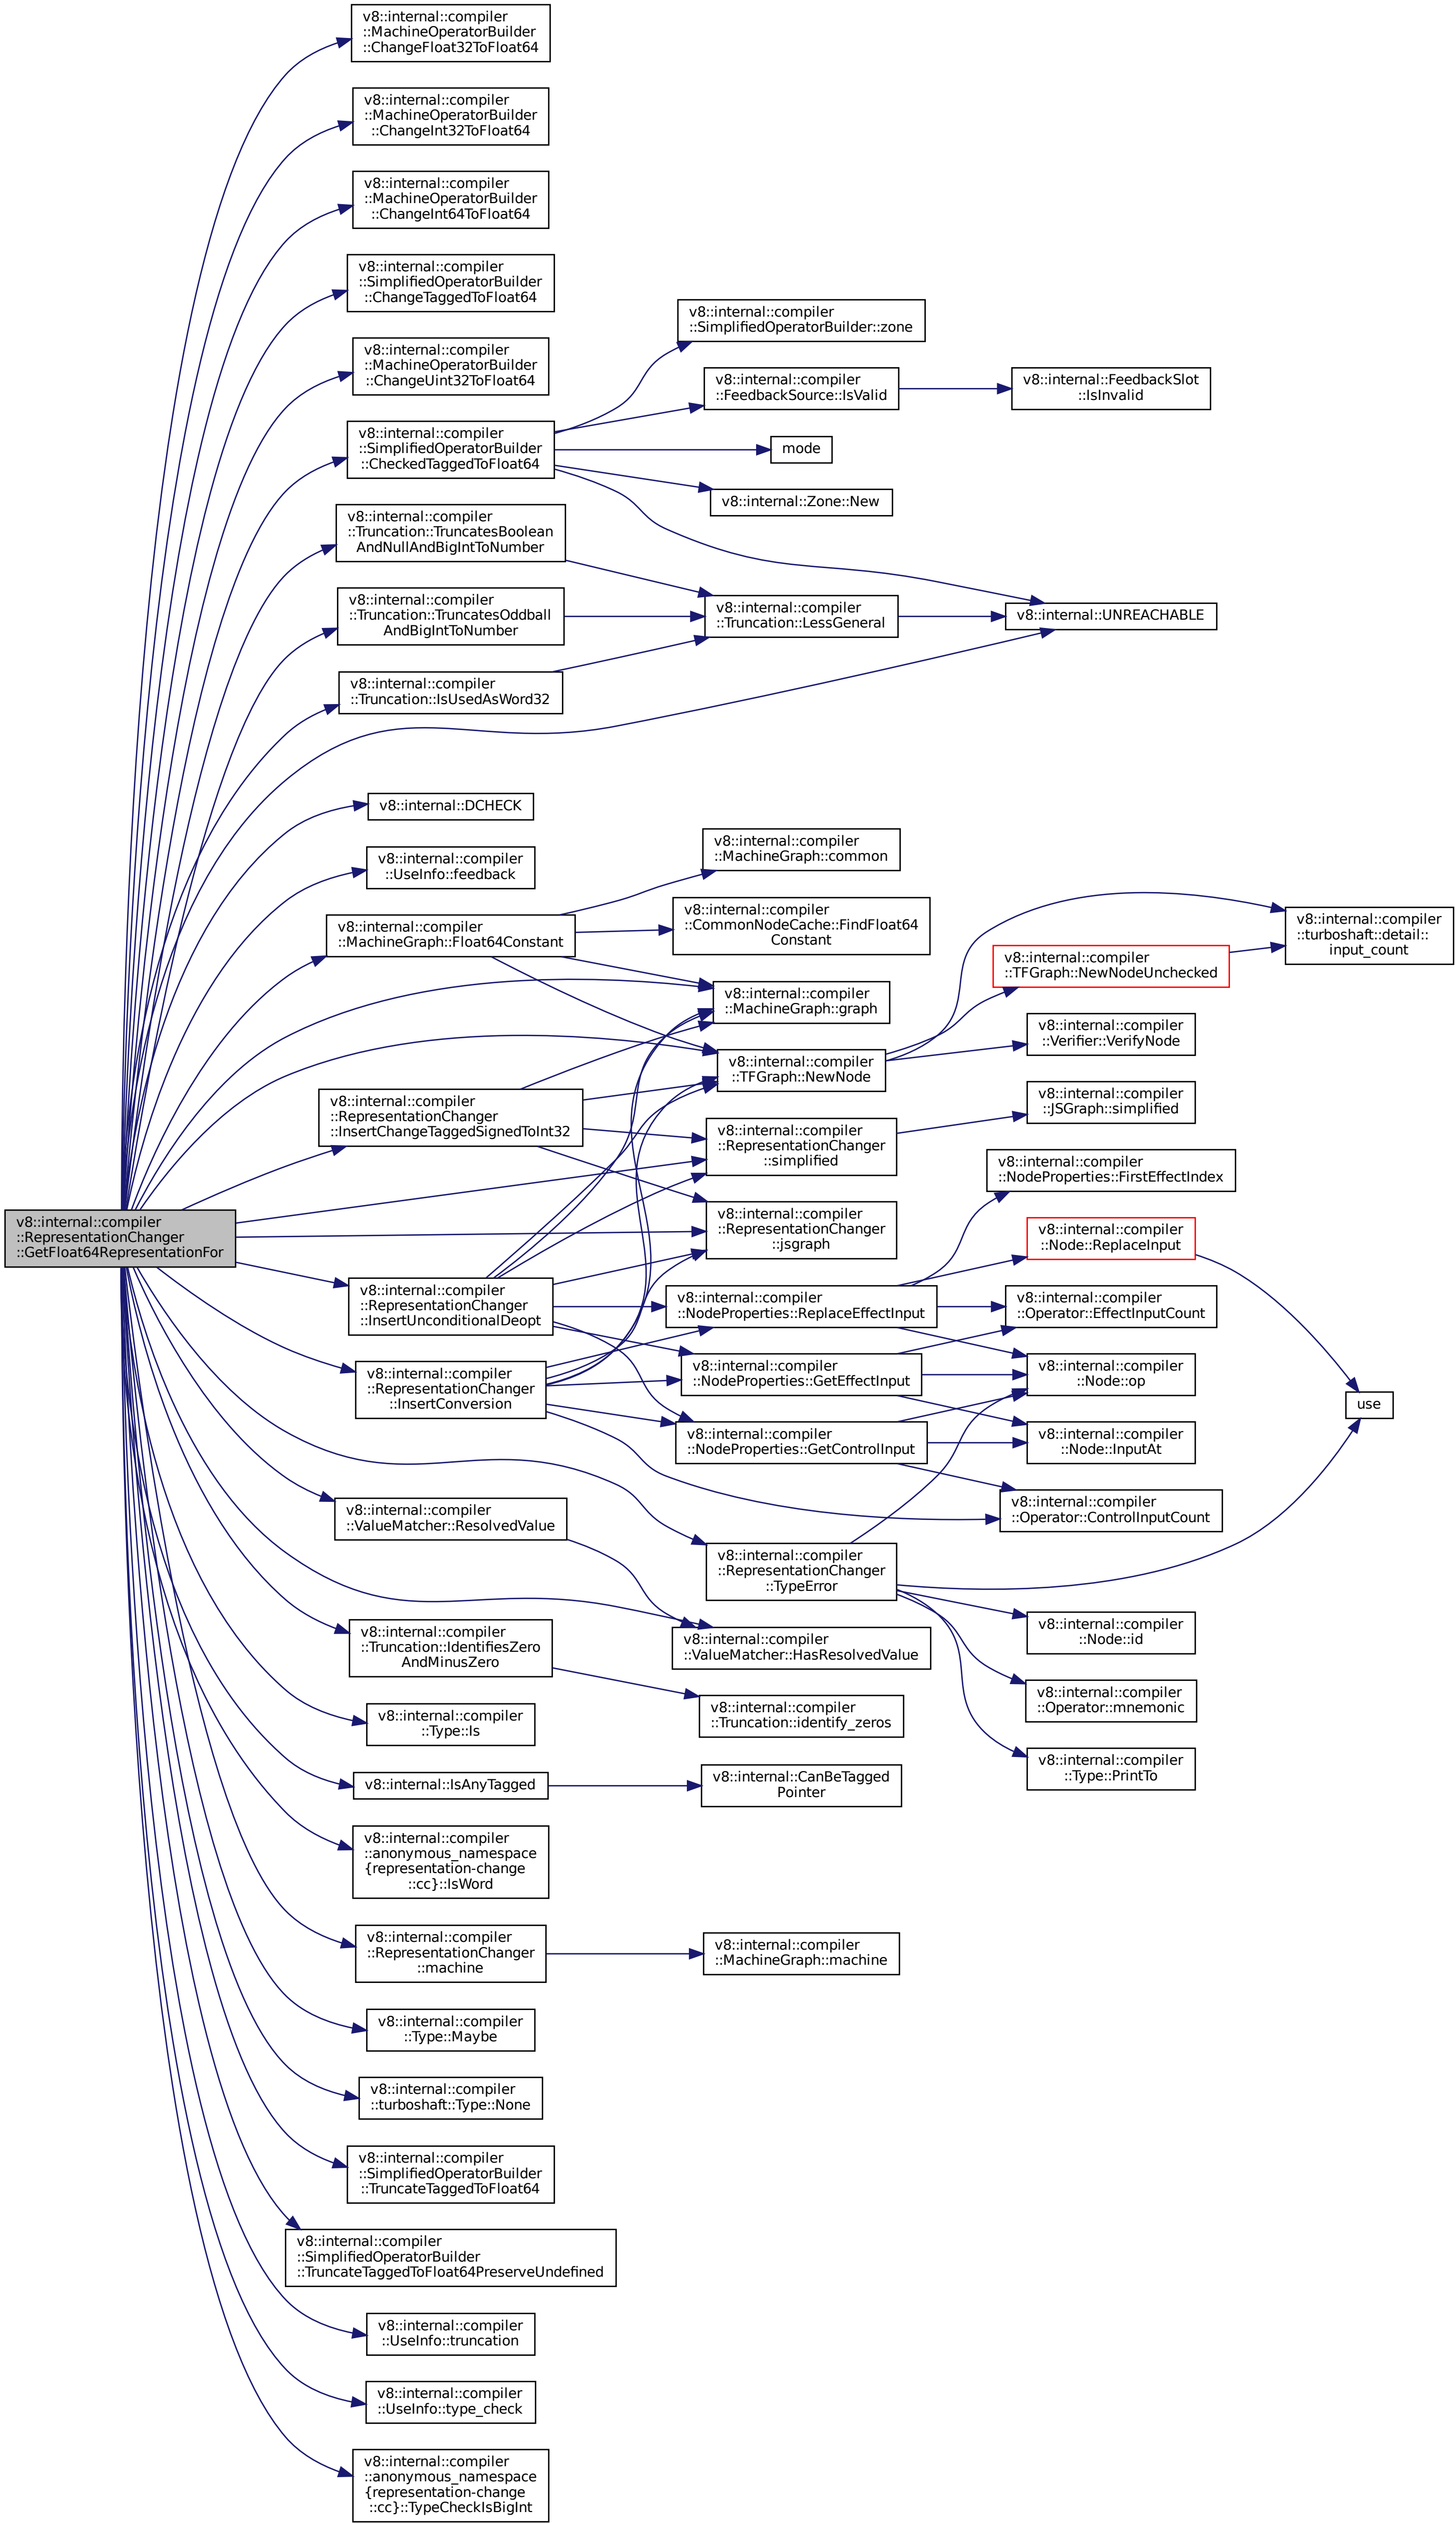 v8::internal::compiler
::MachineOperatorBuilder
::ChangeFloat32ToFloat64
v8::internal::compiler
::MachineOperatorBuilder
::ChangeInt32ToFloat64
v8::internal::compiler
::MachineOperatorBuilder
::ChangeInt64ToFloat64
v8::internal::compiler
::SimplifiedOperatorBuilder
::ChangeTaggedToFloat64
v8::internal::compiler
::MachineOperatorBuilder
::ChangeUint32ToFloat64
v8::internal::compiler
::SimplifiedOperatorBuilder
::CheckedTaggedToFloat64
v8::internal::compiler
::SimplifiedOperatorBuilder::zone
v8::internal::compiler
::FeedbackSource::IsValid
v8::internal::FeedbackSlot
::IsInvalid
mode
v8::internal::Zone::New
v8::internal::compiler
::Truncation::TruncatesBoolean
AndNullAndBigIntToNumber
v8::internal::compiler
::Truncation::TruncatesOddball
AndBigIntToNumber
v8::internal::compiler
::Truncation::LessGeneral
v8::internal::UNREACHABLE
v8::internal::compiler
::Truncation::IsUsedAsWord32
v8::internal::DCHECK
v8::internal::compiler
::UseInfo::feedback
v8::internal::compiler
::MachineGraph::Float64Constant
v8::internal::compiler
::MachineGraph::common
v8::internal::compiler
::CommonNodeCache::FindFloat64
Constant
v8::internal::compiler
::MachineGraph::graph
v8::internal::compiler
::TFGraph::NewNodeUnchecked
v8::internal::compiler
::turboshaft::detail::
input_count
v8::internal::compiler
::TFGraph::NewNode
v8::internal::compiler
::Verifier::VerifyNode
v8::internal::compiler
::RepresentationChanger
::InsertChangeTaggedSignedToInt32
v8::internal::compiler
::RepresentationChanger
::simplified
v8::internal::compiler
::JSGraph::simplified
v8::internal::compiler
::RepresentationChanger
::GetFloat64RepresentationFor
v8::internal::compiler
::RepresentationChanger
::jsgraph
v8::internal::compiler
::NodeProperties::FirstEffectIndex
v8::internal::compiler
::Node::ReplaceInput
v8::internal::compiler
::RepresentationChanger
::InsertUnconditionalDeopt
v8::internal::compiler
::NodeProperties::ReplaceEffectInput
v8::internal::compiler
::Operator::EffectInputCount
v8::internal::compiler
::RepresentationChanger
::InsertConversion
v8::internal::compiler
::NodeProperties::GetEffectInput
v8::internal::compiler
::Node::op
use
v8::internal::compiler
::NodeProperties::GetControlInput
v8::internal::compiler
::Node::InputAt
v8::internal::compiler
::Operator::ControlInputCount
v8::internal::compiler
::ValueMatcher::ResolvedValue
v8::internal::compiler
::RepresentationChanger
::TypeError
v8::internal::compiler
::Node::id
v8::internal::compiler
::ValueMatcher::HasResolvedValue
v8::internal::compiler
::Operator::mnemonic
v8::internal::compiler
::Type::PrintTo
v8::internal::compiler
::Truncation::IdentifiesZero
AndMinusZero
v8::internal::compiler
::Truncation::identify_zeros
v8::internal::compiler
::Type::Is
v8::internal::IsAnyTagged
v8::internal::CanBeTagged
Pointer
v8::internal::compiler
::anonymous_namespace
{representation-change
::cc}::IsWord
v8::internal::compiler
::RepresentationChanger
::machine
v8::internal::compiler
::MachineGraph::machine
v8::internal::compiler
::Type::Maybe
v8::internal::compiler
::turboshaft::Type::None
v8::internal::compiler
::SimplifiedOperatorBuilder
::TruncateTaggedToFloat64
v8::internal::compiler
::SimplifiedOperatorBuilder
::TruncateTaggedToFloat64PreserveUndefined
v8::internal::compiler
::UseInfo::truncation
v8::internal::compiler
::UseInfo::type_check
v8::internal::compiler
::anonymous_namespace
{representation-change
::cc}::TypeCheckIsBigInt